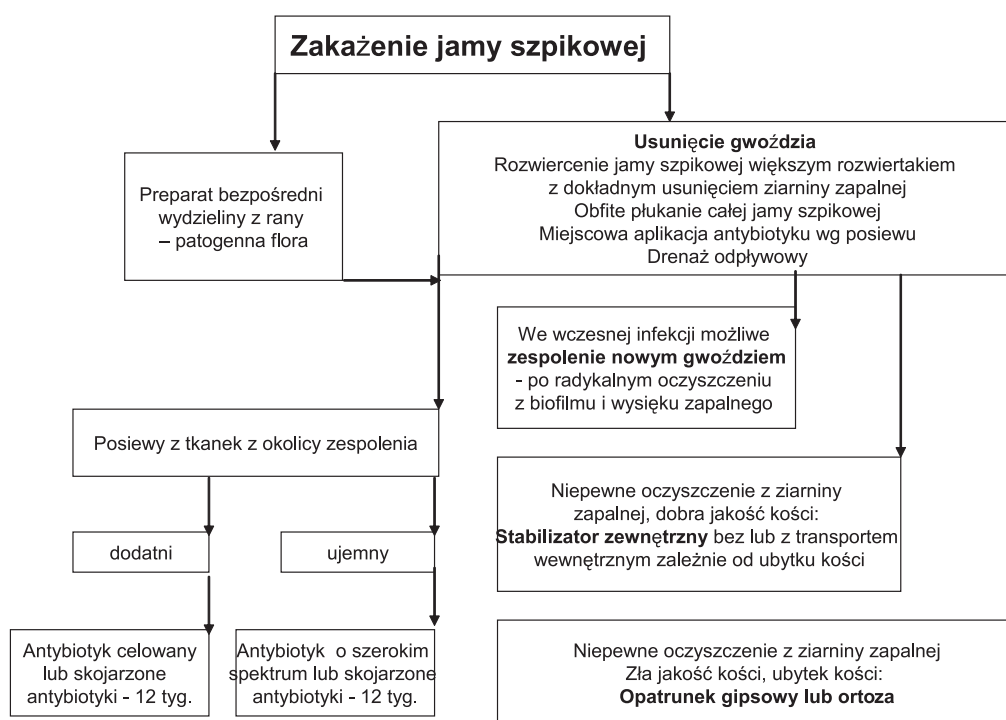 Zakażenie jamy szpikowej
Preparat bezpośredni
wydzieliny z rany
– patogenna flora
Usunięcie gwoździa
Rozwiercenie jamy szpikowej większym rozwiertakiem
z dokładnym usunięciem ziarniny zapalnej
Obfite płukanie całej jamy szpikowej
Miejscowa aplikacja antybiotyku wg posiewu
Drenaż odpływowy
We wczesnej infekcji możliwe
zespolenie nowym gwoździem
- po radykalnym oczyszczeniu
z biofilmu i wysięku zapalnego
Posiewy z tkanek z okolicy zespolenia
dodatni
ujemny
Antybiotyk celowany
lub skojarzone
antybiotyki - 12 tyg.
Antybiotyk o szerokim
spektrum lub skojarzone
antybiotyki - 12 tyg.
Niepewne oczyszczenie z ziarniny
zapalnej, dobra jakość kości:
Stabilizator zewnętrzny bez lub z transportem
wewnętrznym zależnie od ubytku kości
Niepewne oczyszczenie z ziarniny zapalnej
Zła jakość kości, ubytek kości:
Opatrunek gipsowy lub ortoza